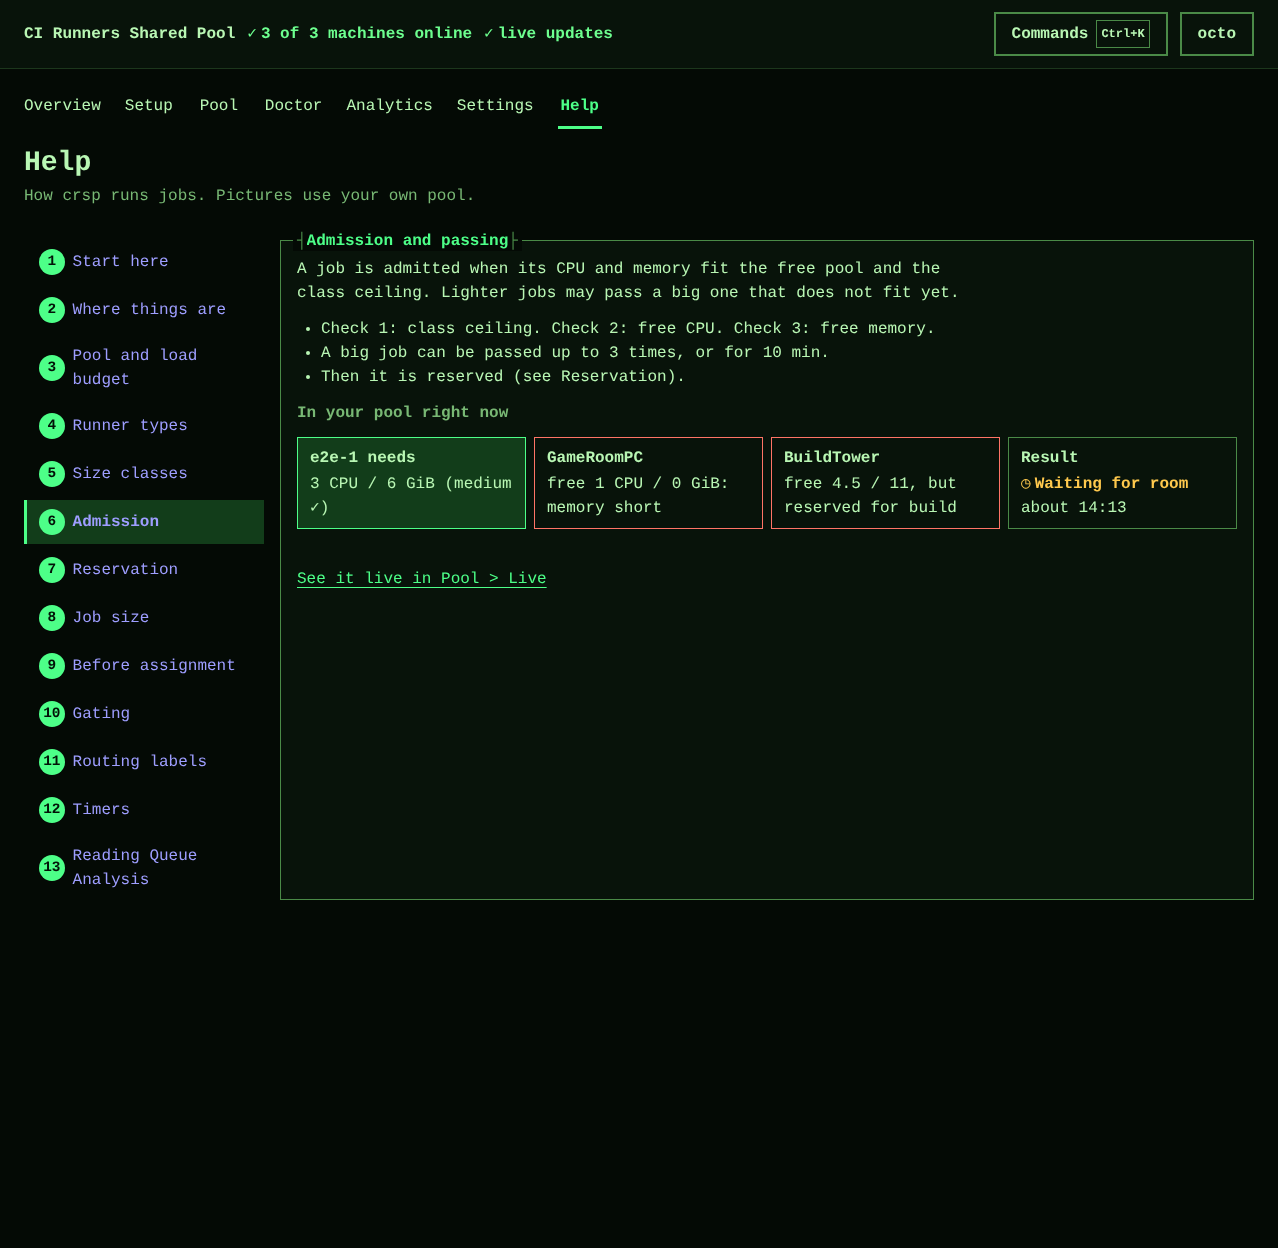 CI Runners Shared Pool ✓ 3 of 3 machines online ✓ live updates
Commands Ctrl+K
octo
Overview Setup Pool Doctor Analytics Settings Help
Help
How crsp runs jobs. Pictures use your own pool.
1 Start here
2 Where things are
3 Pool and load
budget
4 Runner types
5 Size classes
6 Admission
7 Reservation
8 Job size
9 Before assignment
10 Gating
11 Routing labels
12 Timers
13 Reading Queue
Analysis
Admission and passing
A job is admitted when its CPU and memory fit the free pool and the
class ceiling. Lighter jobs may pass a big one that does not fit yet.
• Check 1: class ceiling. Check 2: free CPU. Check 3: free memory.
• A big job can be passed up to 3 times, or for 10 min.
• Then it is reserved (see Reservation).
In your pool right now
e2e-1 needs
3 CPU / 6 GiB (medium
✓)
GameRoomPC
free 1 CPU / 0 GiB:
memory short
BuildTower
free 4.5 / 11, but
reserved for build
Result
◷ Waiting for room
about 14:13
See it live in Pool > Live